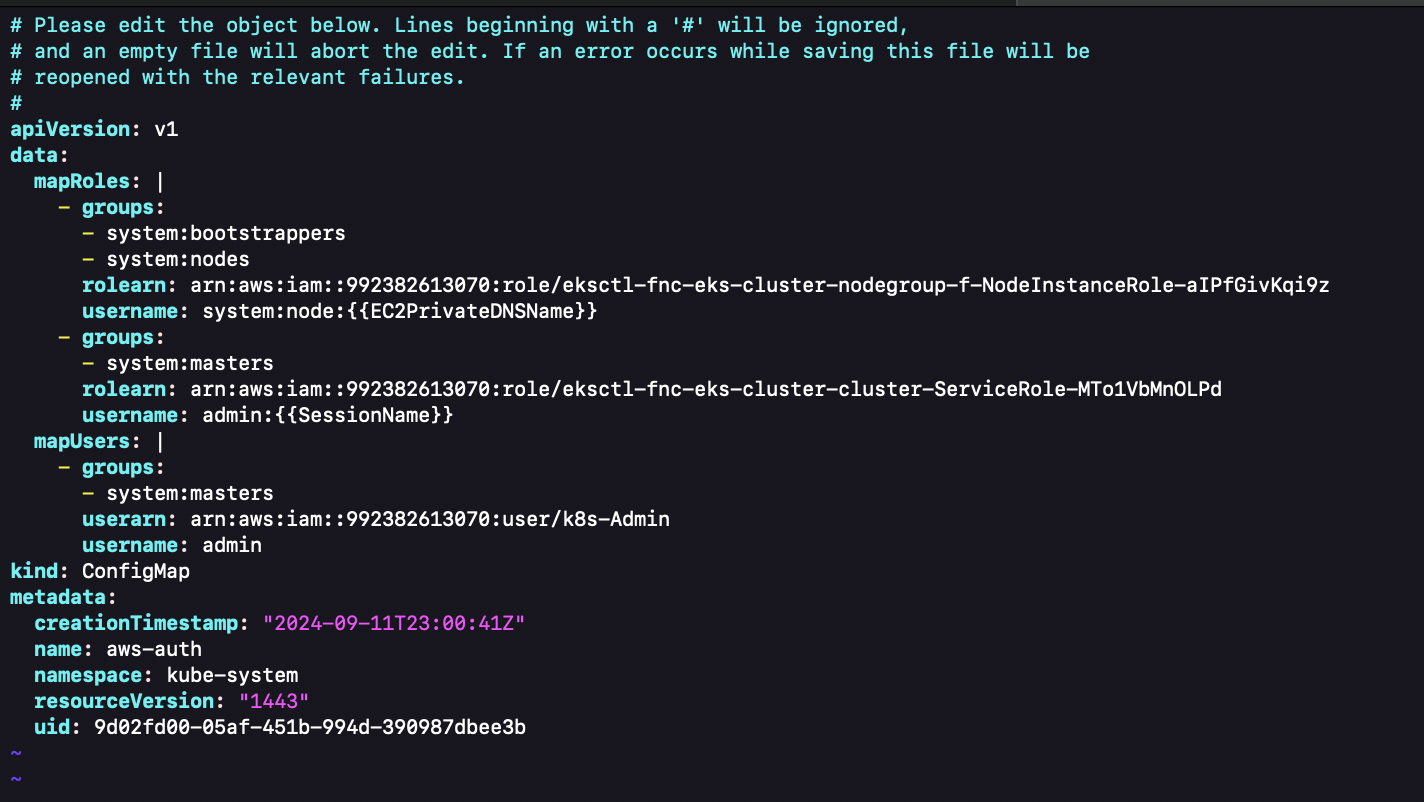 # Please edit the object below. Lines beginning with a '#' will be ignored,
# and an empty file will abort the edit. If an error occurs while saving this file will be
# reopened with the relevant failures.
#
apiVersion: v1
data:
  mapRoles: |
    - groups:
      - system:bootstrappers
      - system:nodes
      rolearn: arn:aws:iam::992382613070:role/eksctl-fnc-eks-cluster-nodegroup-f-NodeInstanceRole-aIPfGivKqi9z
      username: system:node:{{EC2PrivateDNSName}}
    - groups:
      - system:masters
      rolearn: arn:aws:iam::992382613070:role/eksctl-fnc-eks-cluster-cluster-ServiceRole-MTo1VbMnOLPd
      username: admin:{{SessionName}}
  mapUsers: |
    - groups:
      - system:masters
      userarn: arn:aws:iam::992382613070:user/k8s-Admin
      username: admin
kind: ConfigMap
metadata:
  creationTimestamp: "2024-09-11T23:00:41Z"
  name: aws-auth
  namespace: kube-system
  resourceVersion: "1443"
  uid: 9d02fd00-05af-451b-994d-390987dbee3b
~
~